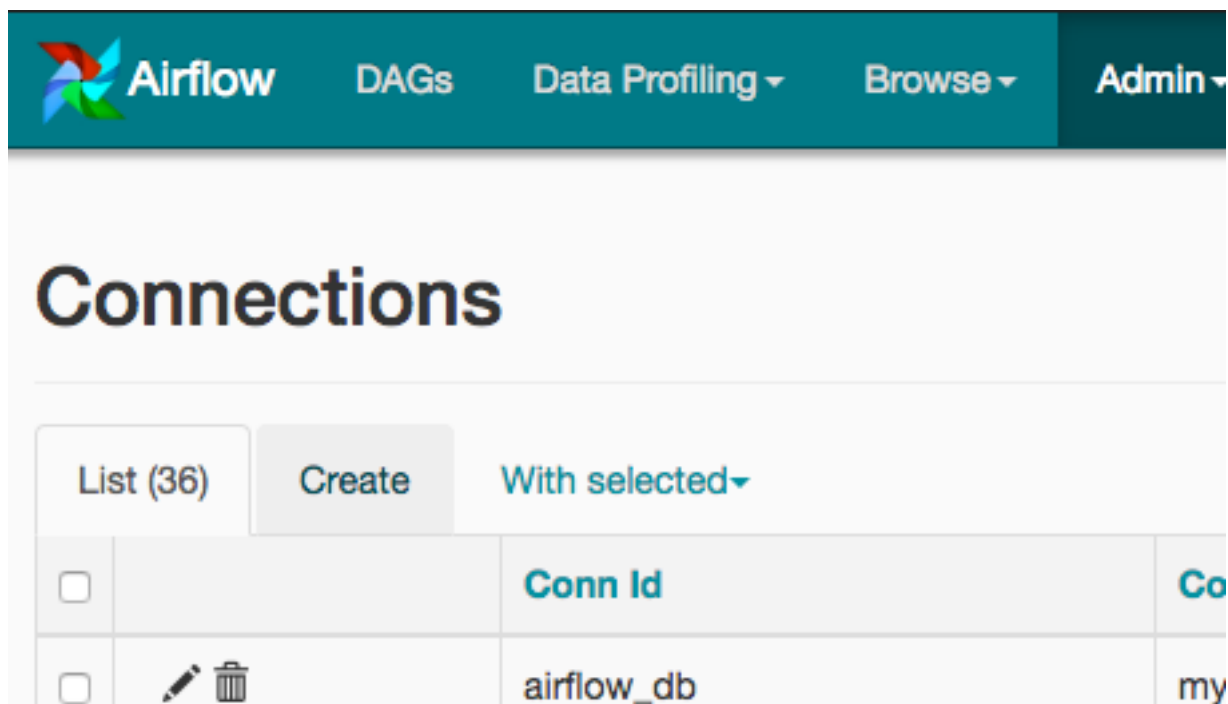 Airflow DAGs Data Profiling Browse Admin
Connections
List (36) Create With selected
Conn Id Co
airflow_db my